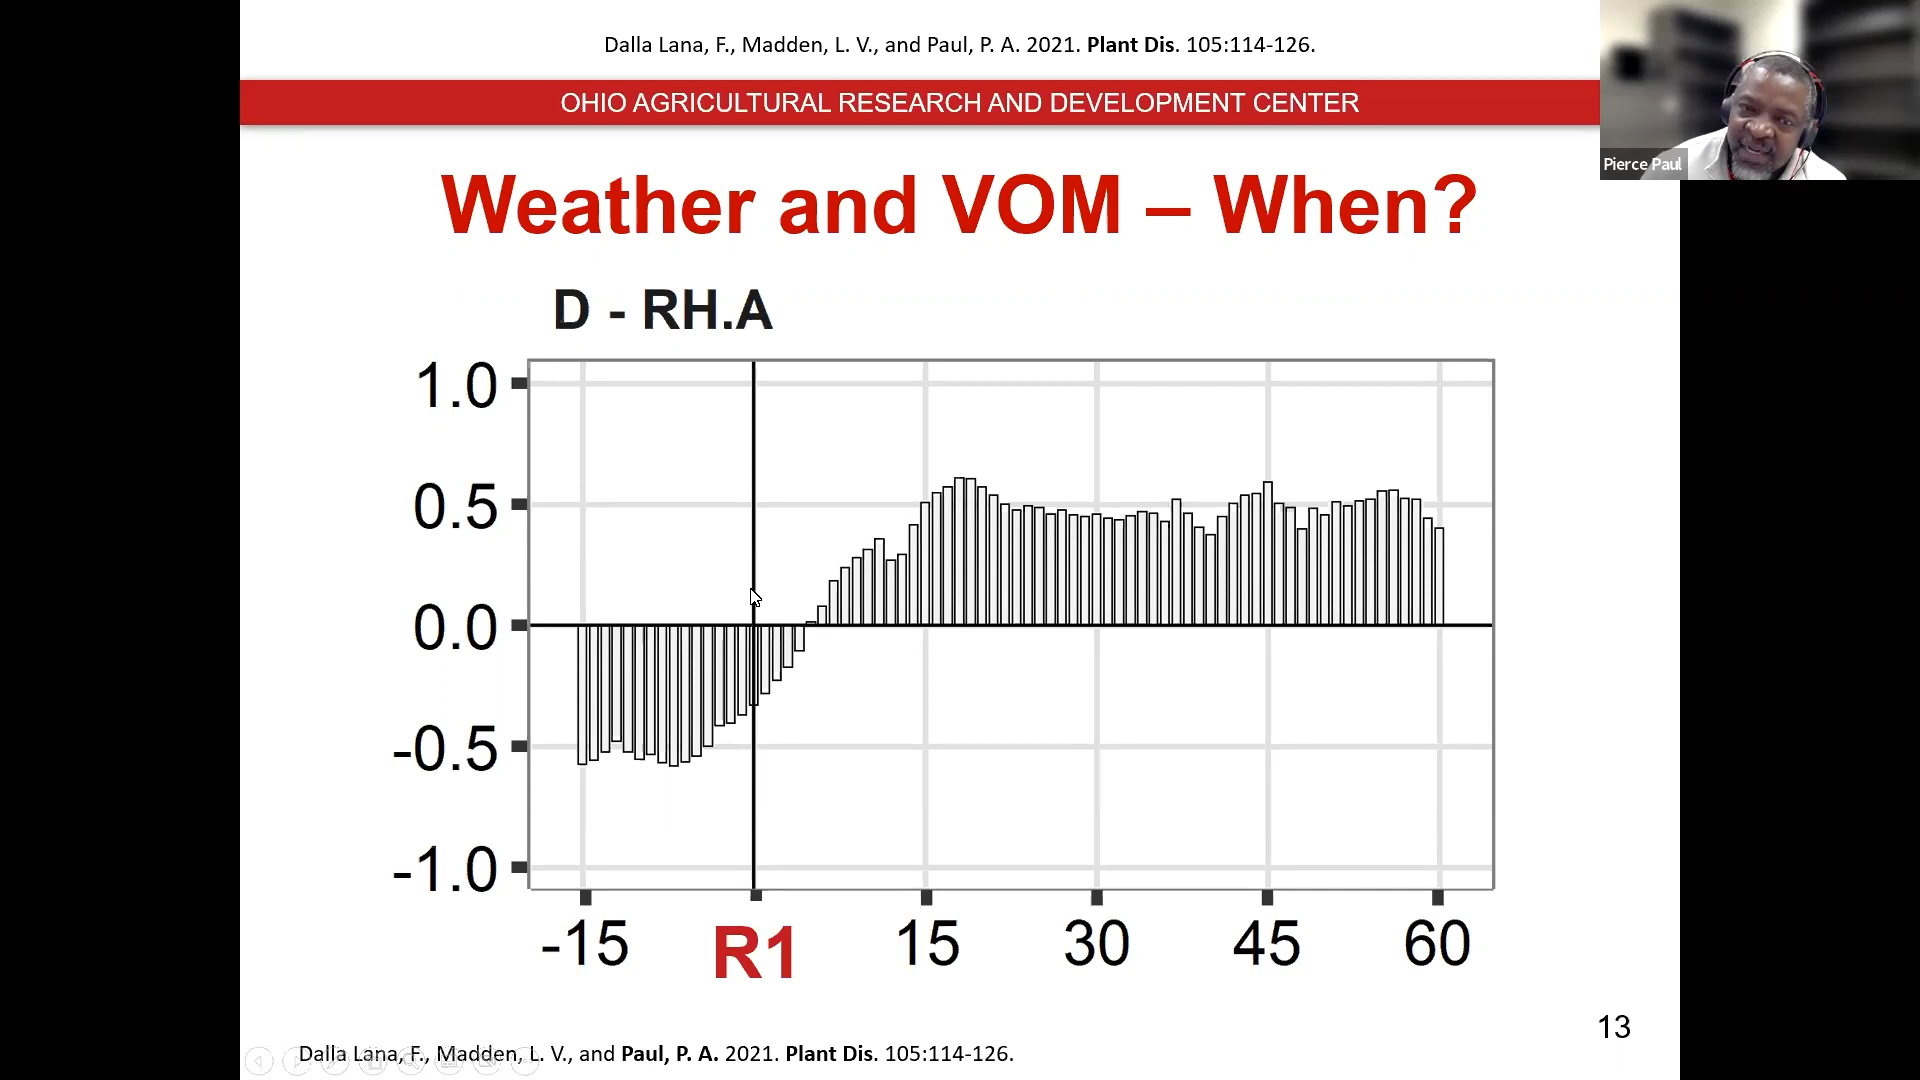 Dalla Lana, F., Madden, L. V., and Paul, P. A. 2021. Plant Dis. 105:114-126.
OHIO AGRICULTURAL RESEARCH AND DEVELOPMENT CENTER
Pierce Paul
Weather and VOM – When?
D - RH.A
1.0
0.5
0.0
-0.5
-1.0
-15 R1 15 30 45 60
13
Dalla Lana, F., Madden, L. V., and Paul, P. A. 2021. Plant Dis. 105:114-126.